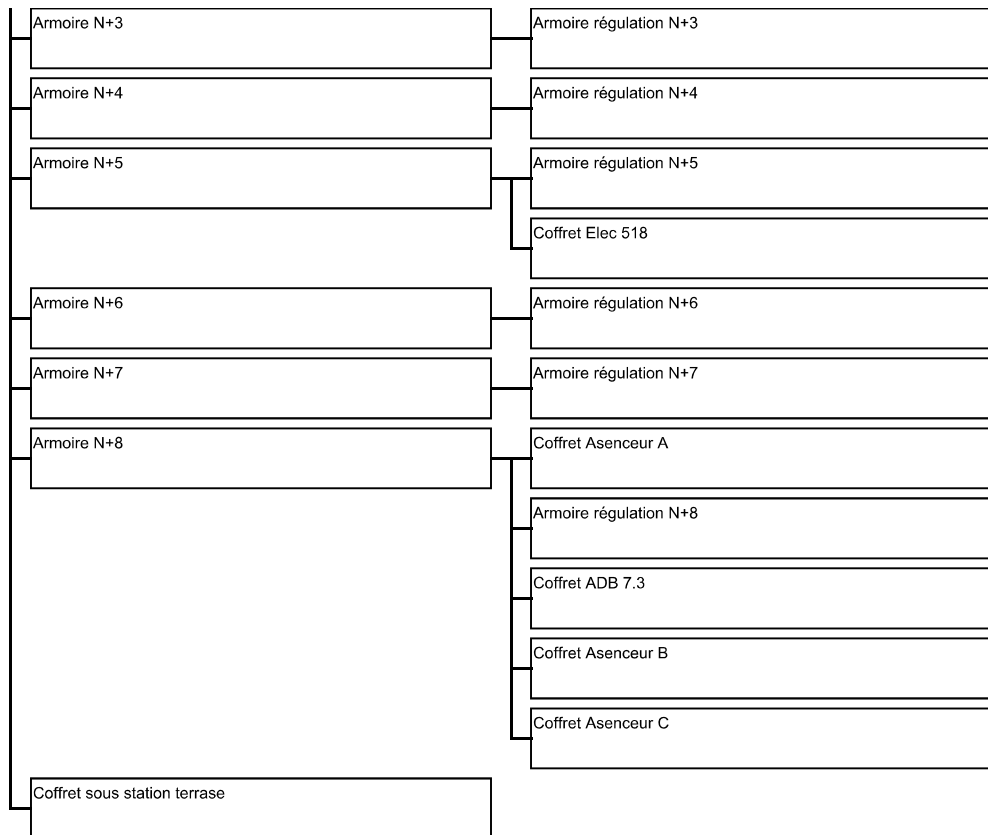 Armoire N+3
Armoire régulation N+3
Armoire N+4
Armoire régulation N+4
Armoire N+5
Armoire régulation N+5
Coffret Elec 518
Armoire N+6
Armoire régulation N+6
Armoire N+7
Armoire régulation N+7
Armoire N+8
Coffret Asenceur A
Armoire régulation N+8
Coffret ADB 7.3
Coffret Asenceur B
Coffret Asenceur C
Coffret sous station terrase